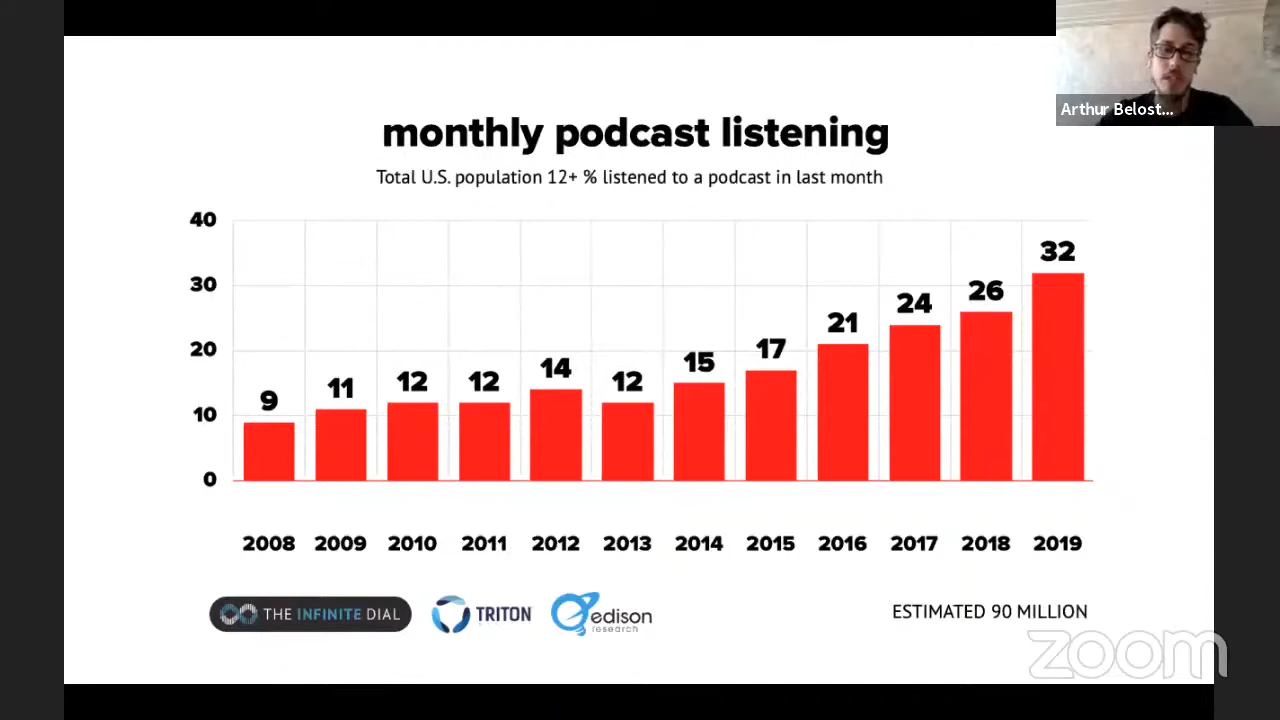 Arthur Belost...
monthly podcast listening
Total U.S. population 12+ % listened to a podcast in last month
40
30
20
10
0
9
11
12
12
14
12
15
17
21
24
26
32
2008 2009 2010 2011 2012 2013 2014 2015 2016 2017 2018 2019
THE INFINITE DIAL
TRITON
edison
research
ESTIMATED 90 MILLION
zoom